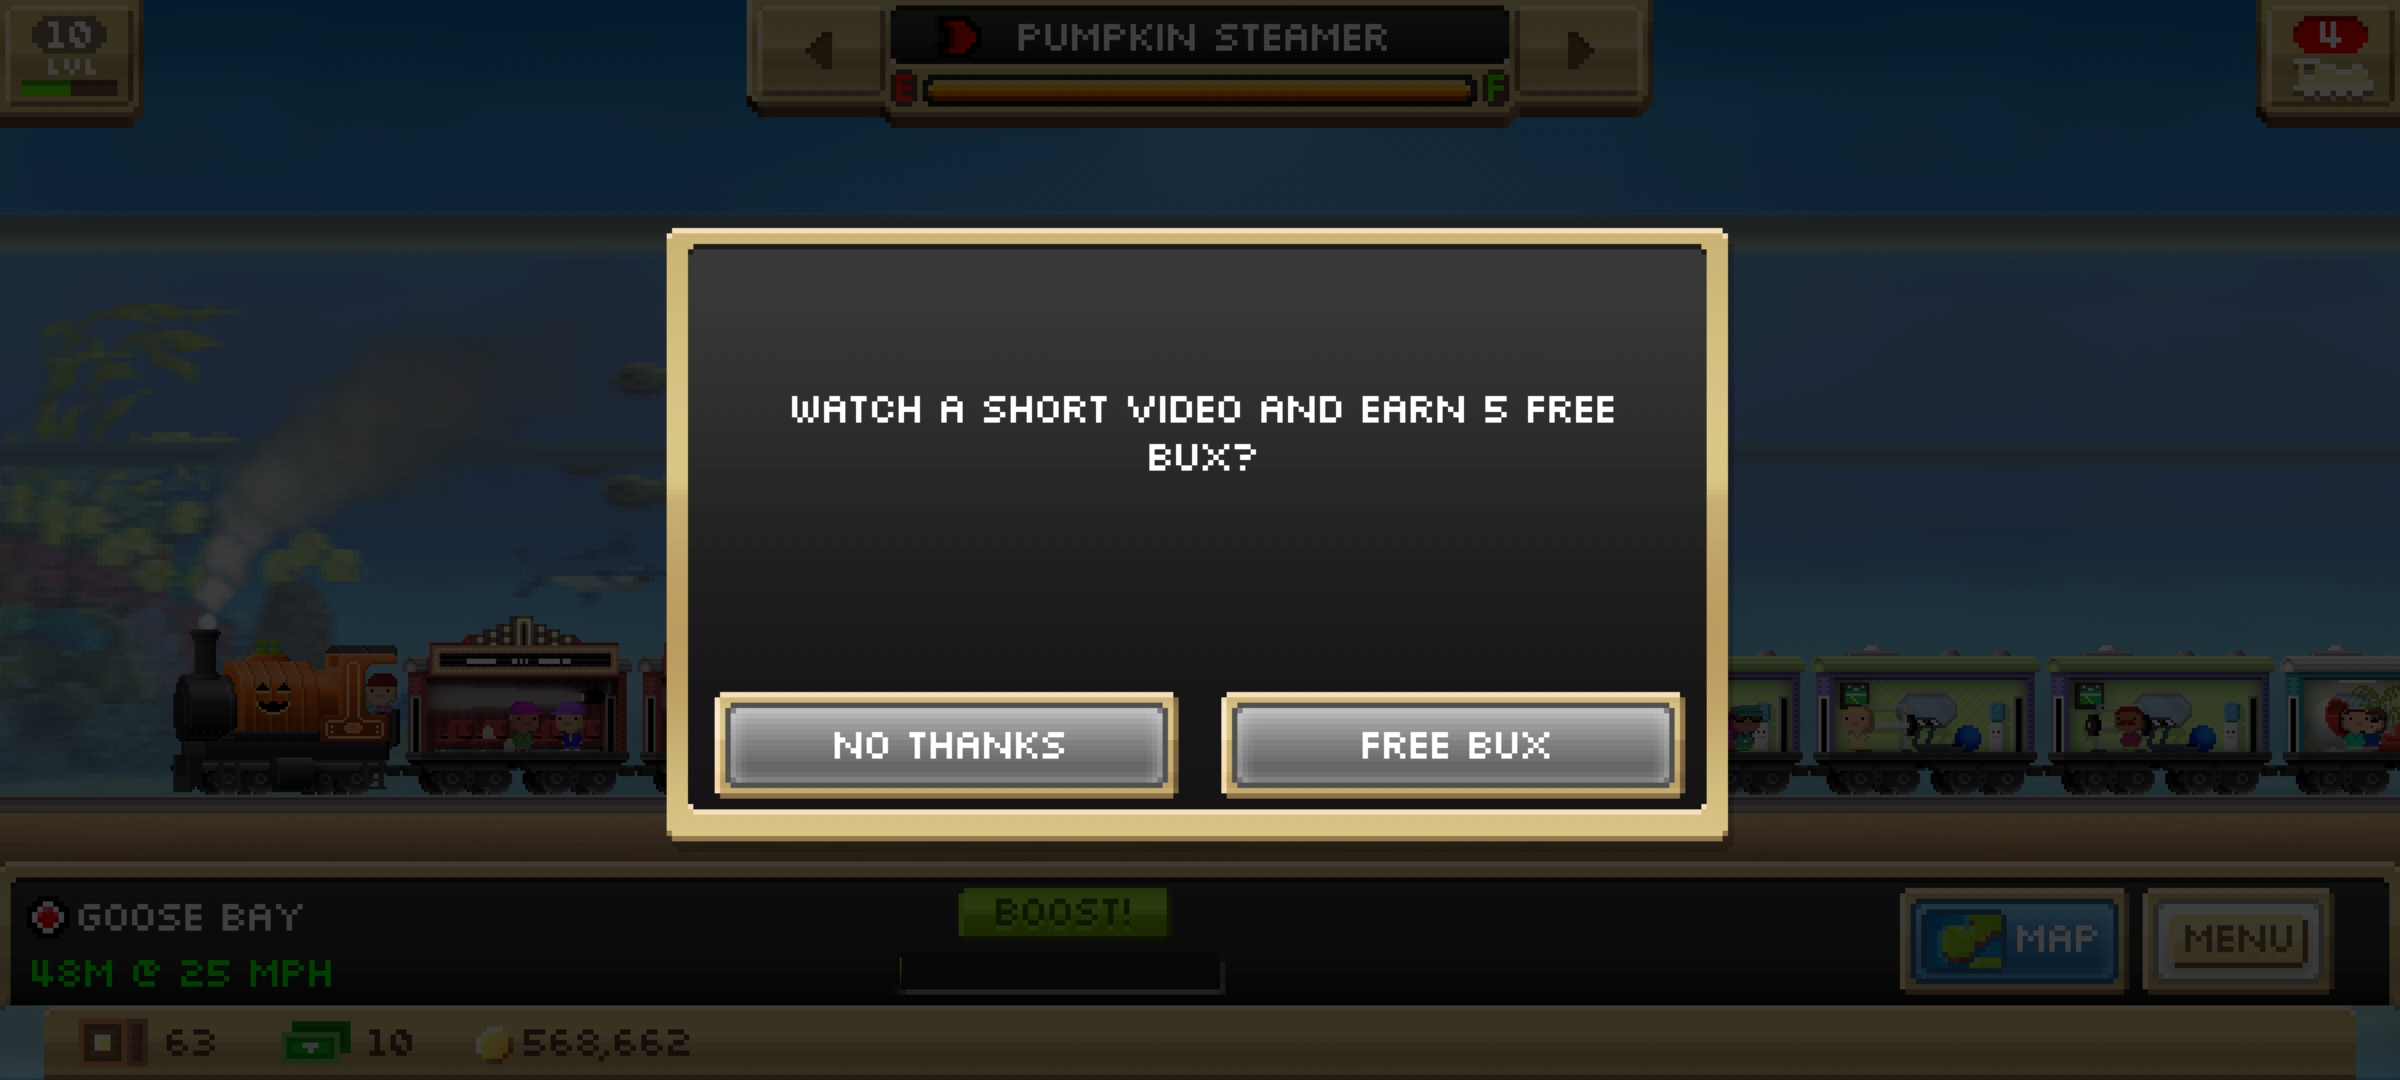 10
LVL
PUMPKIN STEAMER
E
F
4
WATCH A SHORT VIDEO AND EARN 5 FREE
BUX?
NO THANKS
FREE BUX
GOOSE BAY
48M @ 25 MPH
BOOST!
MAP
MENU
63
10
568,662